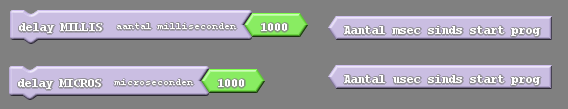 delay MILLIS aantal milliseconden 1000
Aantal msec sinds start prog
delay MICROS microseconden 1000
Aantal usec sinds start prog